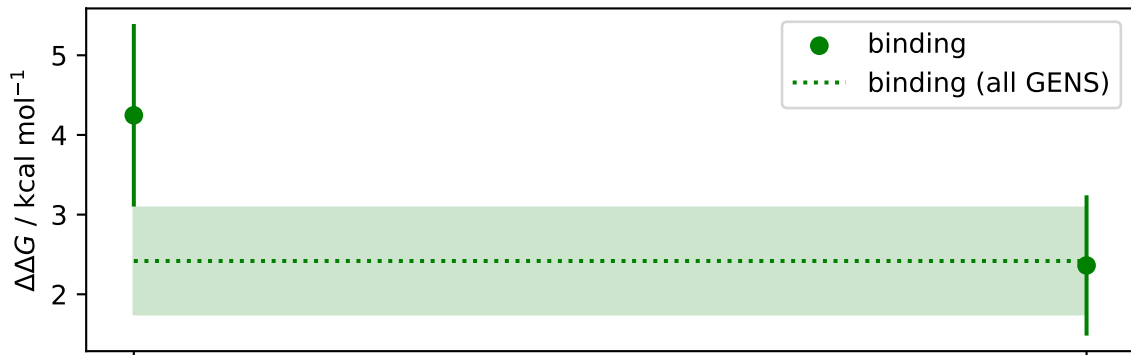 binding
binding (all GENS)
5
4
3
2
ΔΔG / kcal mol⁻¹